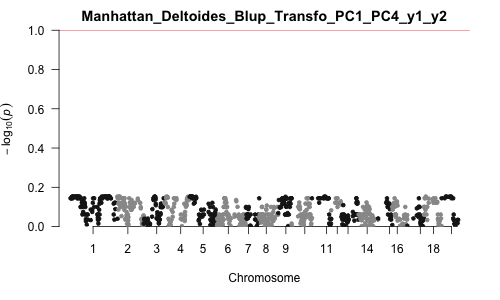 Manhattan_Deltoides_Blup_Transfo_PC1_PC4_y1_y2
1.0
0.8
0.6
0.4
0.2
0.0
− log₁₀(p)
1 2 3 4 5 6 7 8 9 11 14 16 18
Chromosome